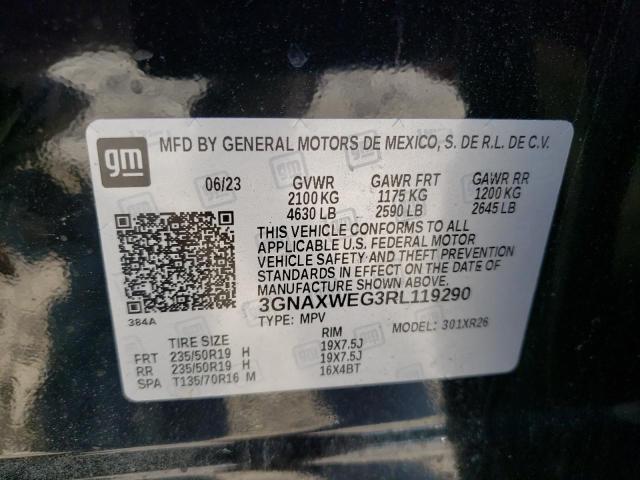 gm MFD BY GENERAL MOTORS DE MEXICO, S. DE R.L. DE C.V.
06/23 GVWR GAWR FRT GAWR RR
2100 KG 1175 KG 1200 KG
4630 LB 2590 LB 2645 LB
THIS VEHICLE CONFORMS TO ALL
APPLICABLE U.S. FEDERAL MOTOR
VEHICLE SAFETY AND THEFT PREVENTION
STANDARDS IN EFFECT ON THE DATE OF
MANUFACTURE SHOWN ABOVE.
3GNAXWEG3RL119290
384A TYPE: MPV MODEL: 301XR26
TIRE SIZE RIM
FRT 235/50R19 H 19X7.5J
RR 235/50R19 H 19X7.5J
SPA T135/70R16 M 16X4BT